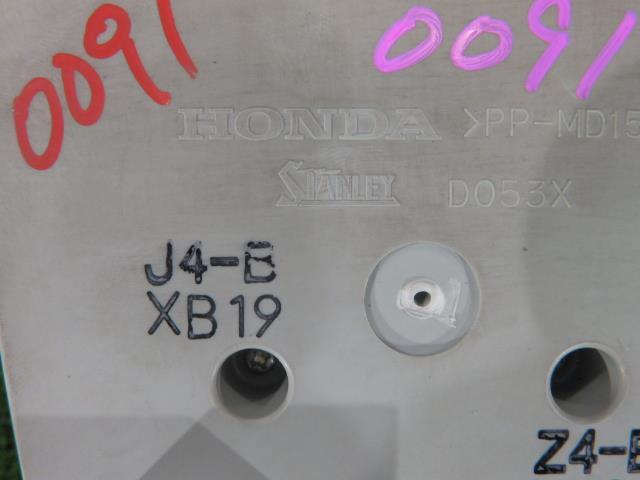 0091
0091
HONDA >PP-MD15
STANLEY D053X
J4-E
XB19
Z4-E